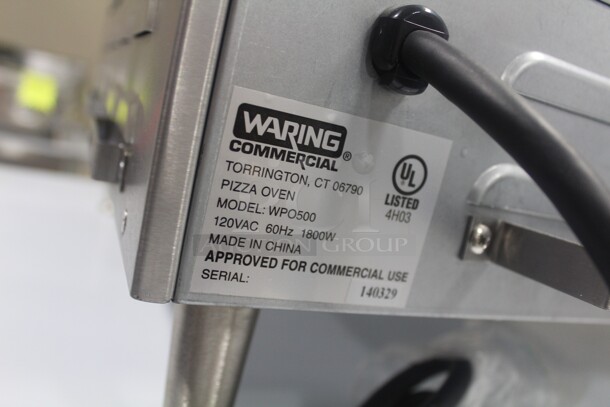 WARING
COMMERCIAL®
TORRINGTON, CT 06790
PIZZA OVEN
MODEL: WPO500
120VAC 60Hz 1800W
MADE IN CHINA
APPROVED FOR COMMERCIAL USE
SERIAL: 140329
UL
LISTED
4H03
GROUP